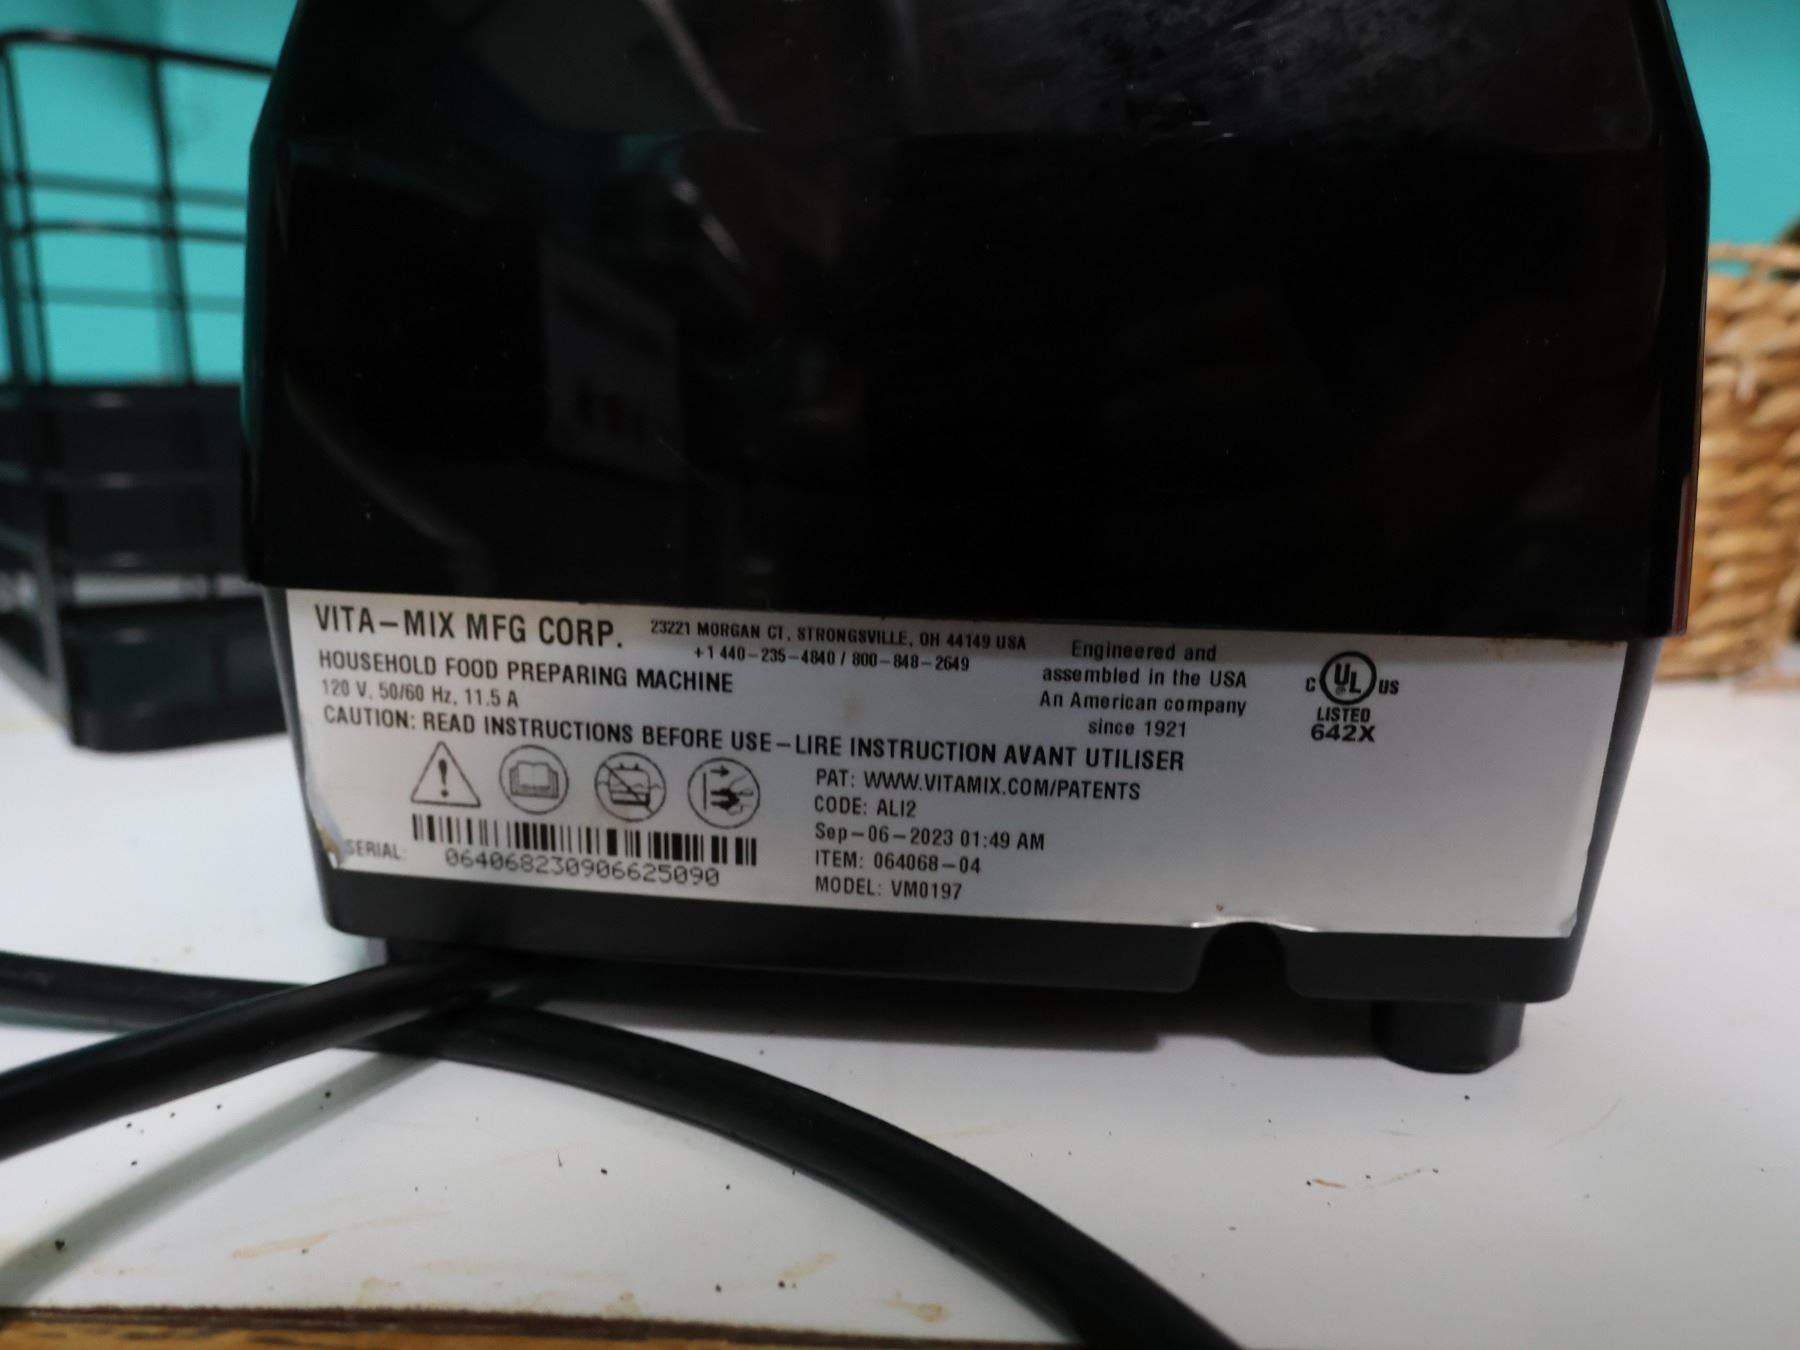 VITA-MIX MFG CORP.
23221 MORGAN CT, STRONGSVILLE, OH 44149 USA
+1 440-235-4840 / 800-848-2649
HOUSEHOLD FOOD PREPARING MACHINE
120 V, 50/60 Hz, 11.5 A
Engineered and
assembled in the USA
An American company
since 1921
C UL US
LISTED
642X
CAUTION: READ INSTRUCTIONS BEFORE USE-LIRE INSTRUCTION AVANT UTILISER
PAT: WWW.VITAMIX.COM/PATENTS
CODE: ALI2
Sep-06-2023 01:49 AM
ITEM: 064068-04
MODEL: VM0197
SERIAL: 064068230906625090